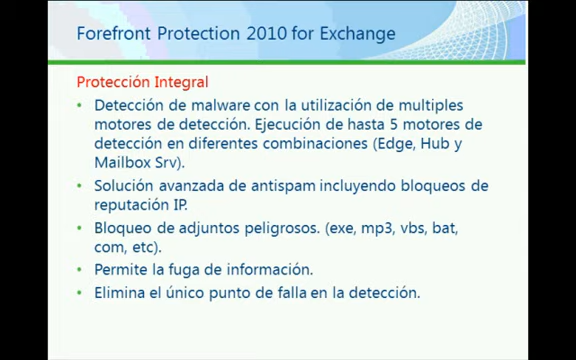 Forefront Protection 2010 for Exchange
Protección Integral
• Detección de malware con la utilización de multiples
motores de detección. Ejecución de hasta 5 motores de
detección en diferentes combinaciones (Edge, Hub y
Mailbox Srv).
• Solución avanzada de antispam incluyendo bloqueos de
reputación IP.
• Bloqueo de adjuntos peligrosos. (exe, mp3, vbs, bat,
com, etc).
• Permite la fuga de información.
• Elimina el único punto de falla en la detección.